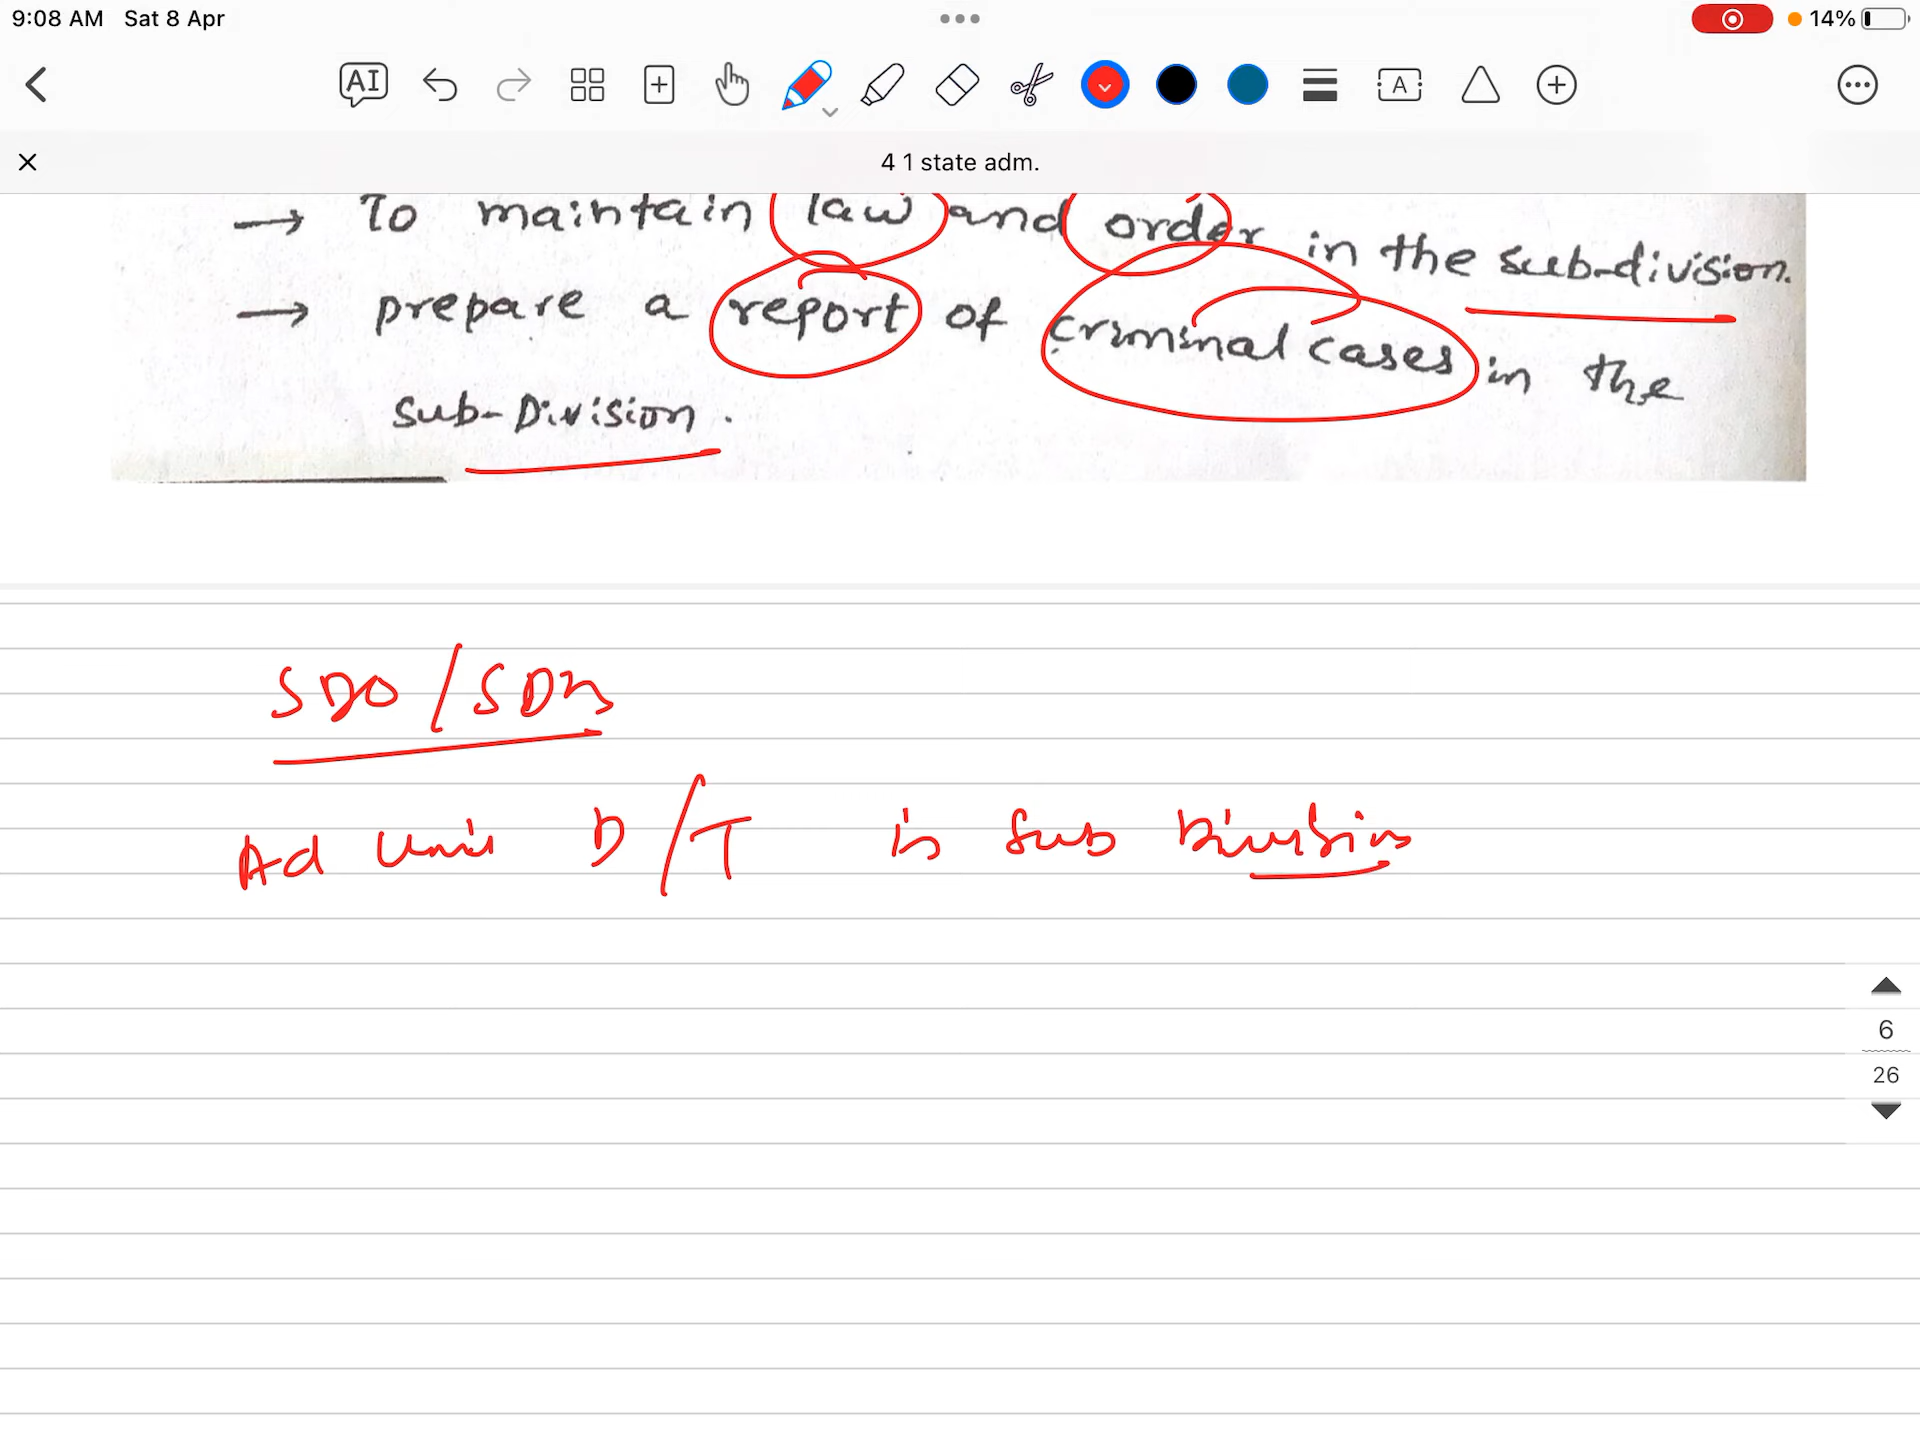 9:08 AM Sat 8 Apr
14%
AI
A
4 1 state adm.
→ To maintain law and order in the sub-division.
→ prepare a report of criminal cases in the
sub-Division.
SDO/SDM
Ad Unit D/T is Sub Division
6
26